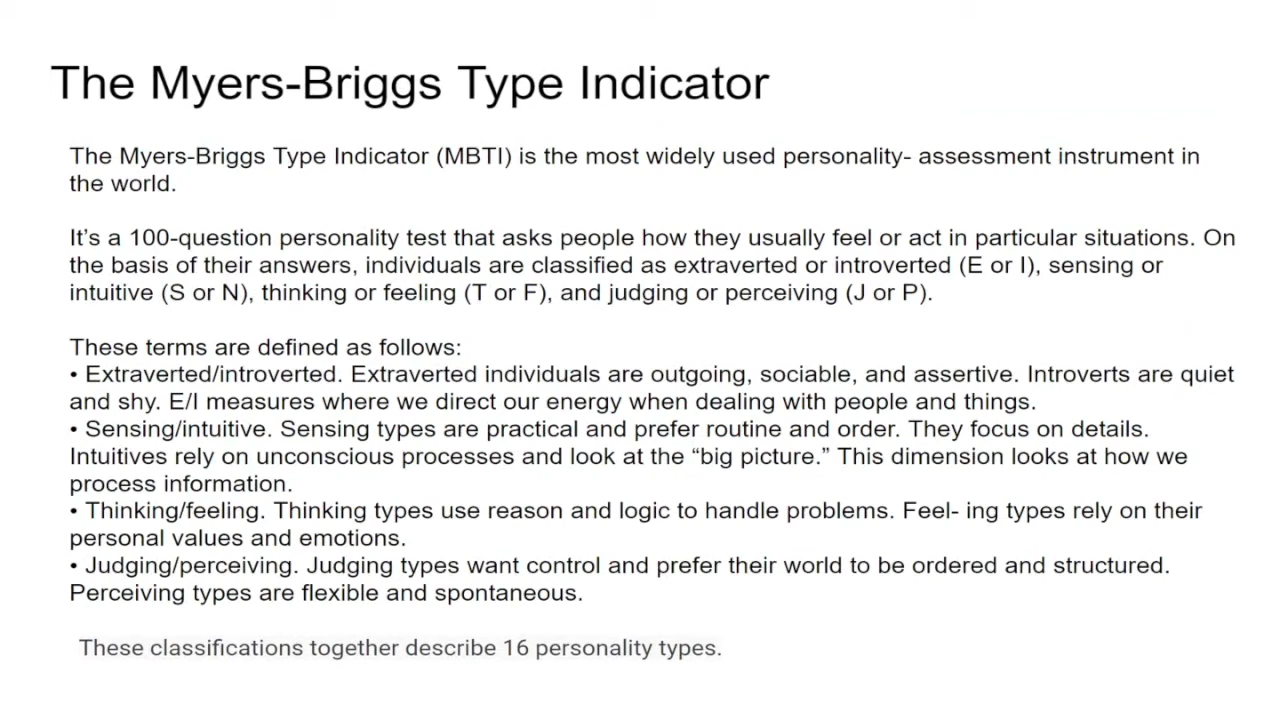 The Myers-Briggs Type Indicator
The Myers-Briggs Type Indicator (MBTI) is the most widely used personality- assessment instrument in
the world.
It’s a 100-question personality test that asks people how they usually feel or act in particular situations. On
the basis of their answers, individuals are classified as extraverted or introverted (E or I), sensing or
intuitive (S or N), thinking or feeling (T or F), and judging or perceiving (J or P).
These terms are defined as follows:
• Extraverted/introverted. Extraverted individuals are outgoing, sociable, and assertive. Introverts are quiet
and shy. E/I measures where we direct our energy when dealing with people and things.
• Sensing/intuitive. Sensing types are practical and prefer routine and order. They focus on details.
Intuitives rely on unconscious processes and look at the “big picture.” This dimension looks at how we
process information.
• Thinking/feeling. Thinking types use reason and logic to handle problems. Feel- ing types rely on their
personal values and emotions.
• Judging/perceiving. Judging types want control and prefer their world to be ordered and structured.
Perceiving types are flexible and spontaneous.
These classifications together describe 16 personality types.